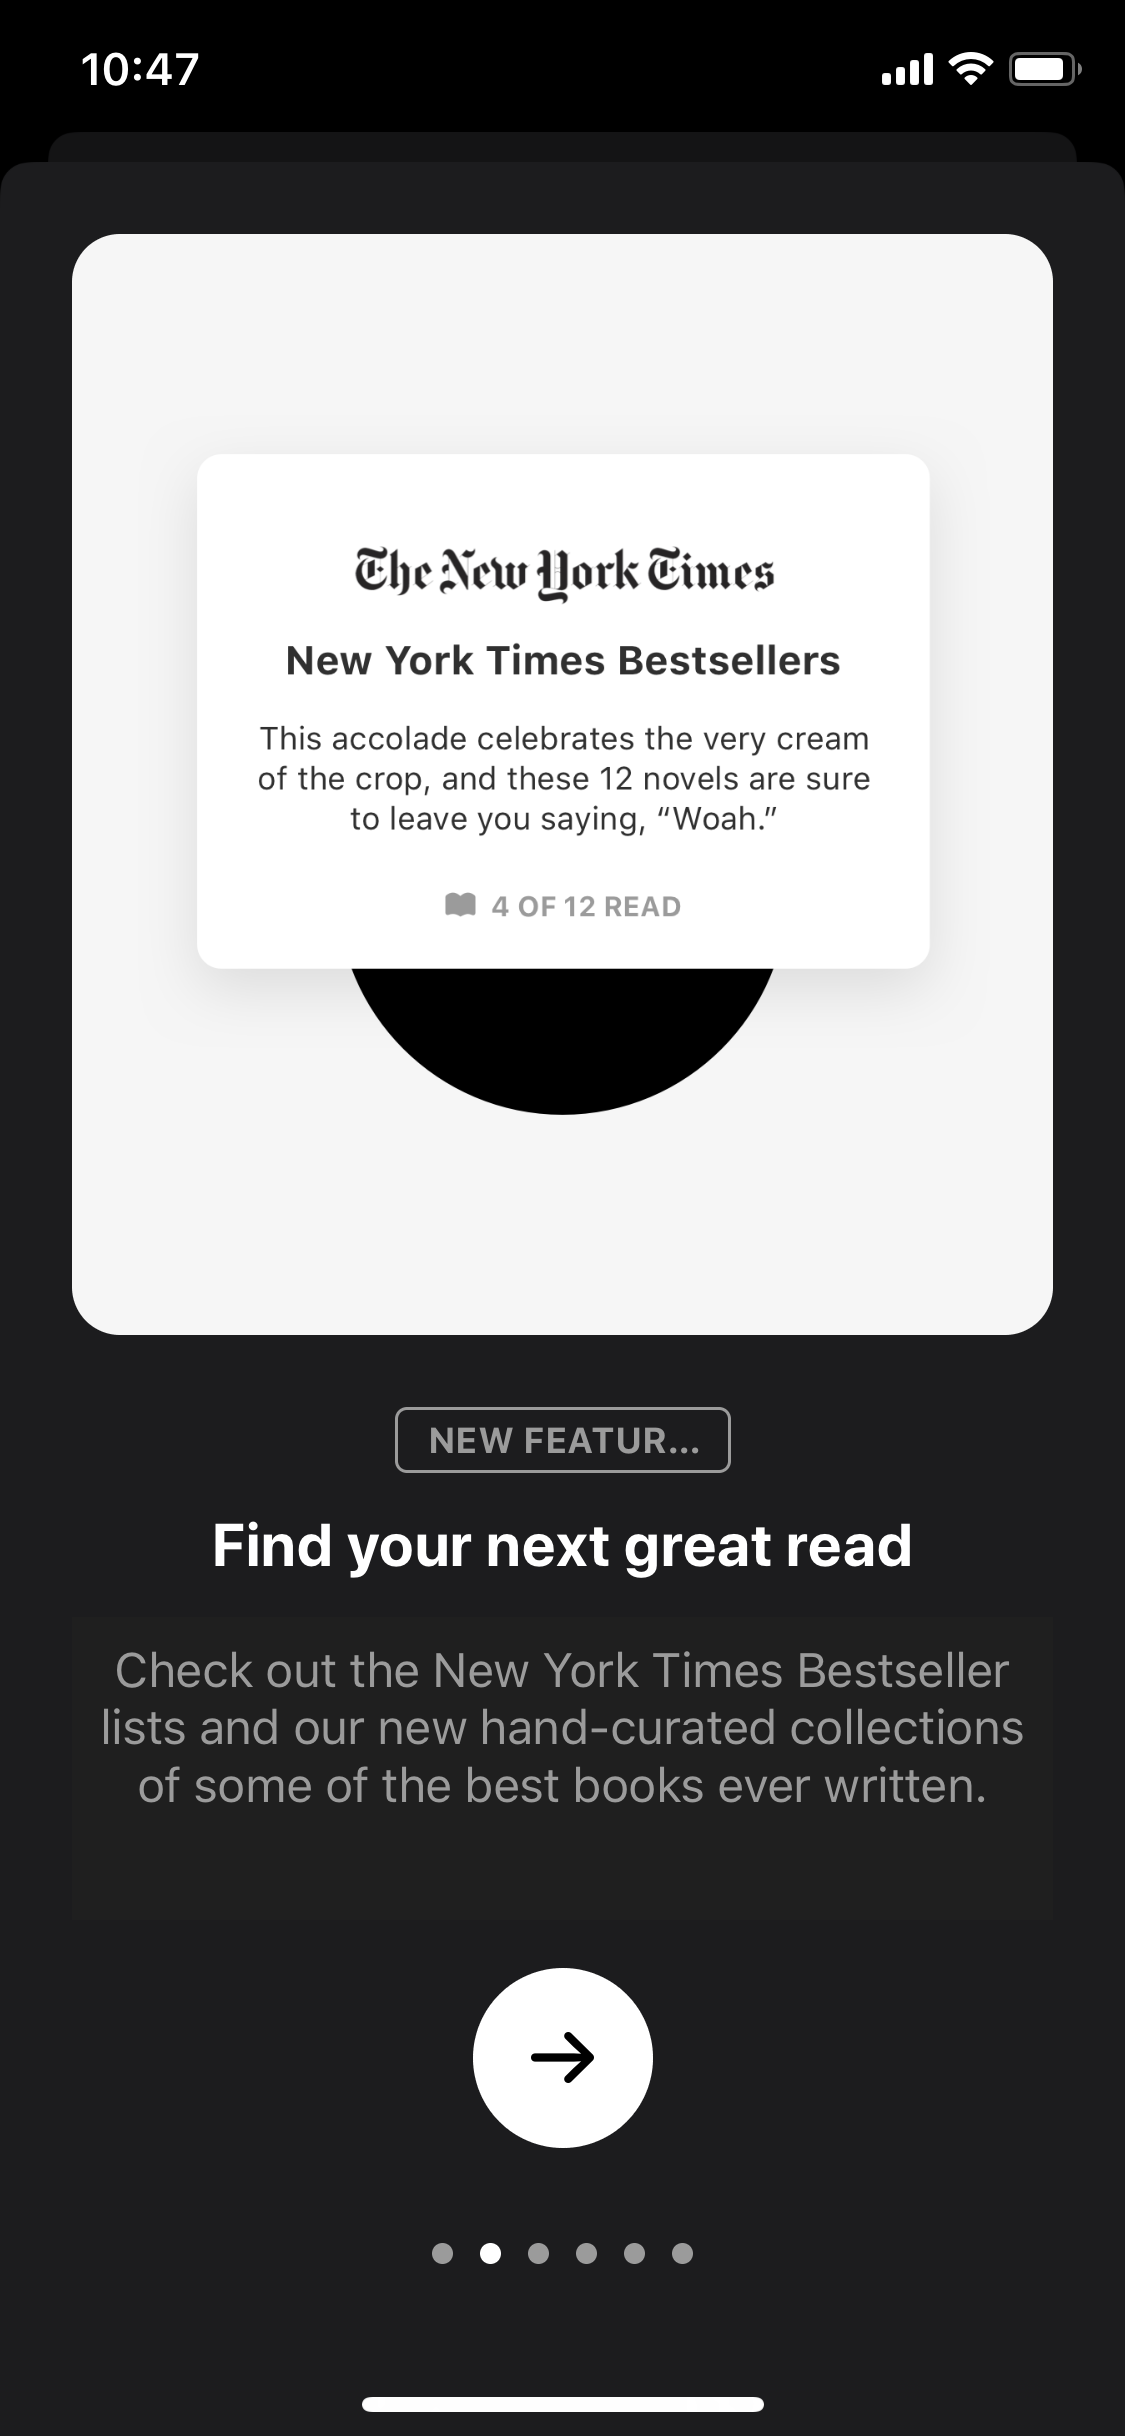 10:47
The New York Times
New York Times Bestsellers
This accolade celebrates the very cream
of the crop, and these 12 novels are sure
to leave you saying, “Woah.”
4 OF 12 READ
NEW FEATUR...
Find your next great read
Check out the New York Times Bestseller
lists and our new hand-curated collections
of some of the best books ever written.